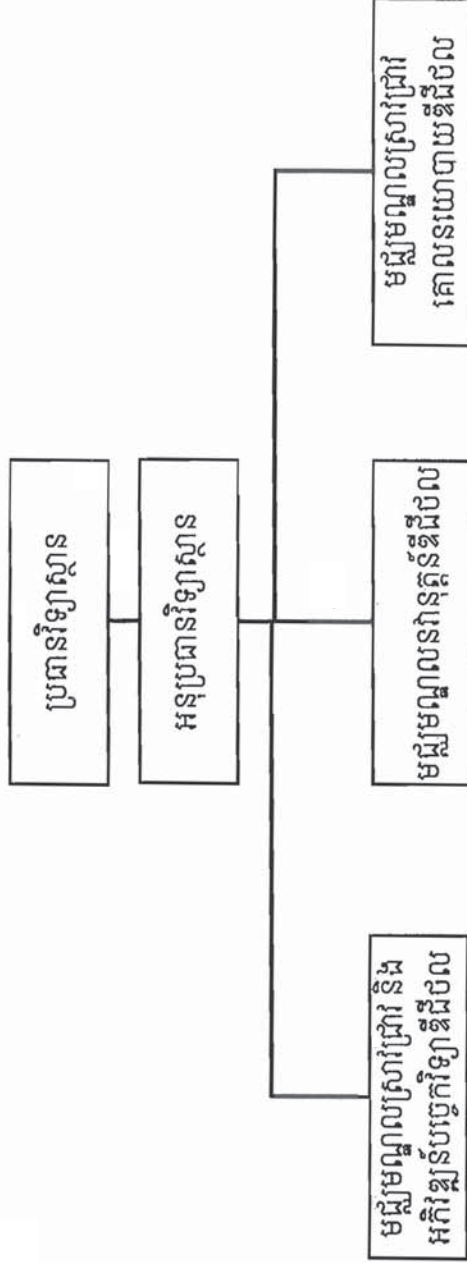 ប្រធានវិទ្យាស្ថាន
អនុប្រធានវិទ្យាស្ថាន
មជ្ឈមណ្ឌលស្រាវជ្រាវ និង
អភិវឌ្ឍន៍បច្ចេកវិទ្យាឌីជីថល
មជ្ឈមណ្ឌលនវានុវត្តន៍ឌីជីថល
មជ្ឈមណ្ឌលស្រាវជ្រាវ
គោលនយោបាយឌីជីថល